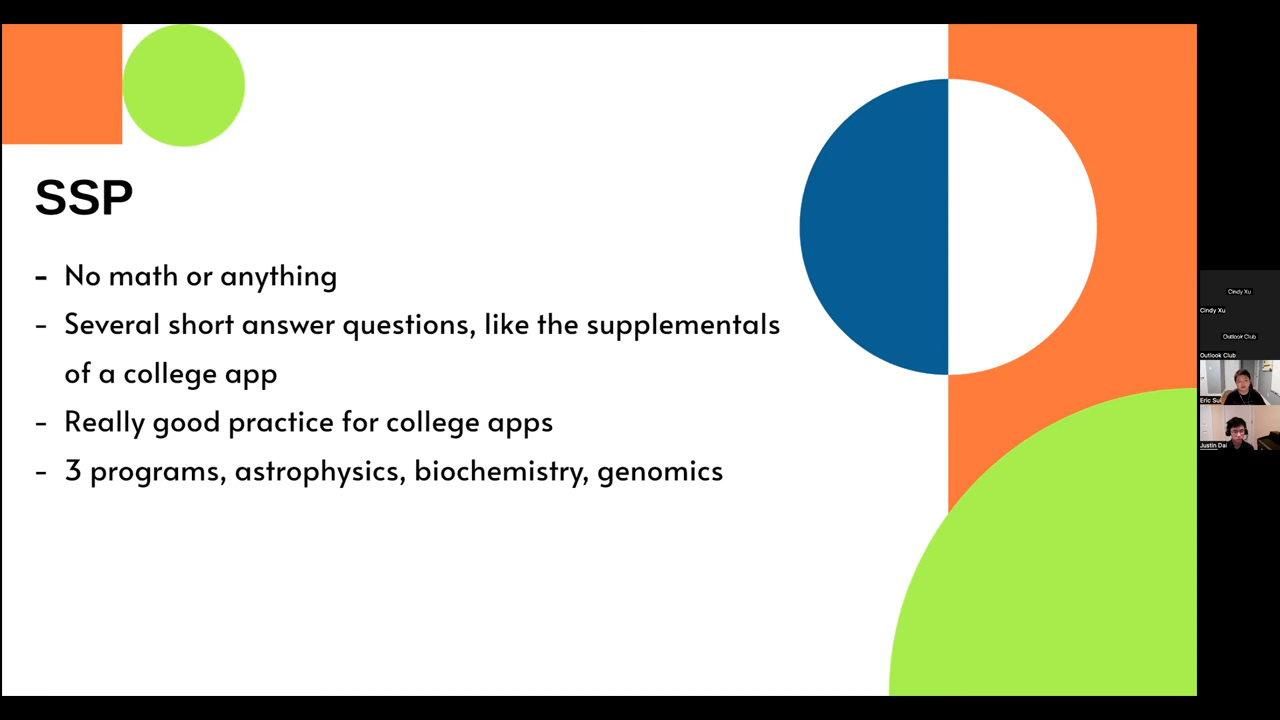 SSP
- No math or anything
- Several short answer questions, like the supplementals
of a college app
- Really good practice for college apps
- 3 programs, astrophysics, biochemistry, genomics
Cindy Xu
Cindy Xu
Outlook Club
Outlook Club
Eric Sui
Justin Dai